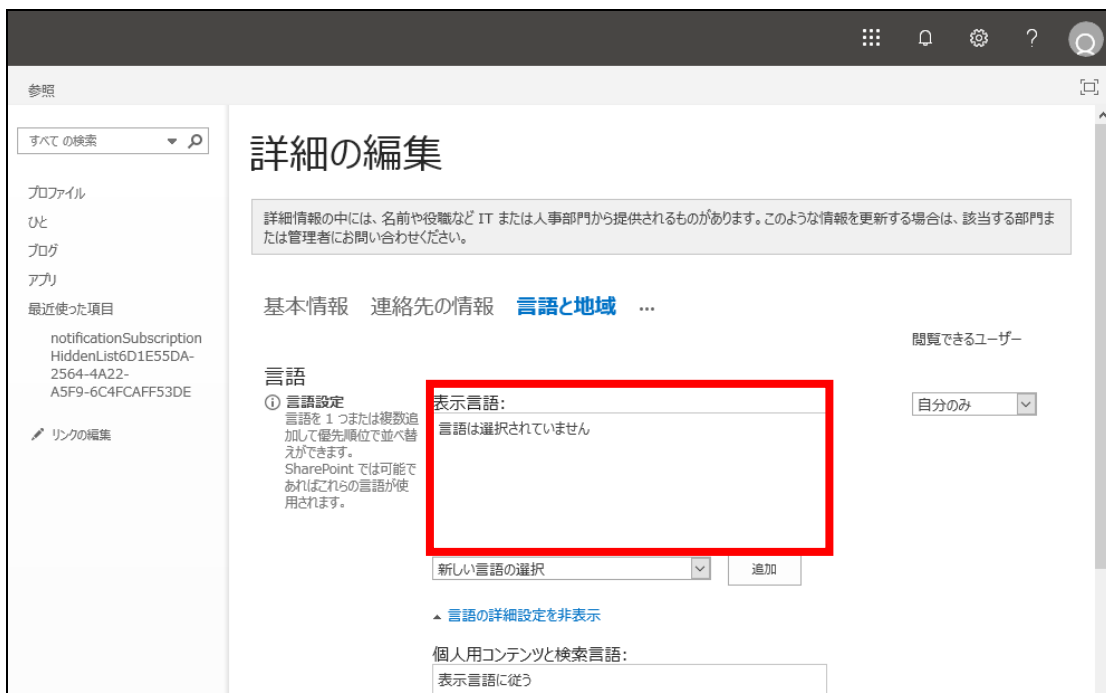 ?
参照
すべて の検索
プロファイル
ひと
ブログ
アプリ
最近使った項目
notificationSubscription
HiddenList6D1E55DA-
2564-4A22-
A5F9-6C4FCAFF53DE
リンクの編集
詳細の編集
詳細情報の中には、名前や役職など IT または人事部門から提供されるものがあります。このような情報を更新する場合は、該当する部門ま
たは管理者にお問い合わせください。
基本情報 連絡先の情報 言語と地域 ...
閲覧できるユーザー
言語
言語設定
言語を 1 つまたは複数追
加して優先順位で並べ替
えができます。
SharePoint では可能で
あればこれらの言語が使
用されます。
表示言語:
言語は選択されていません
自分のみ
新しい言語の選択
追加
言語の詳細設定を非表示
個人用コンテンツと検索言語:
表示言語に従う